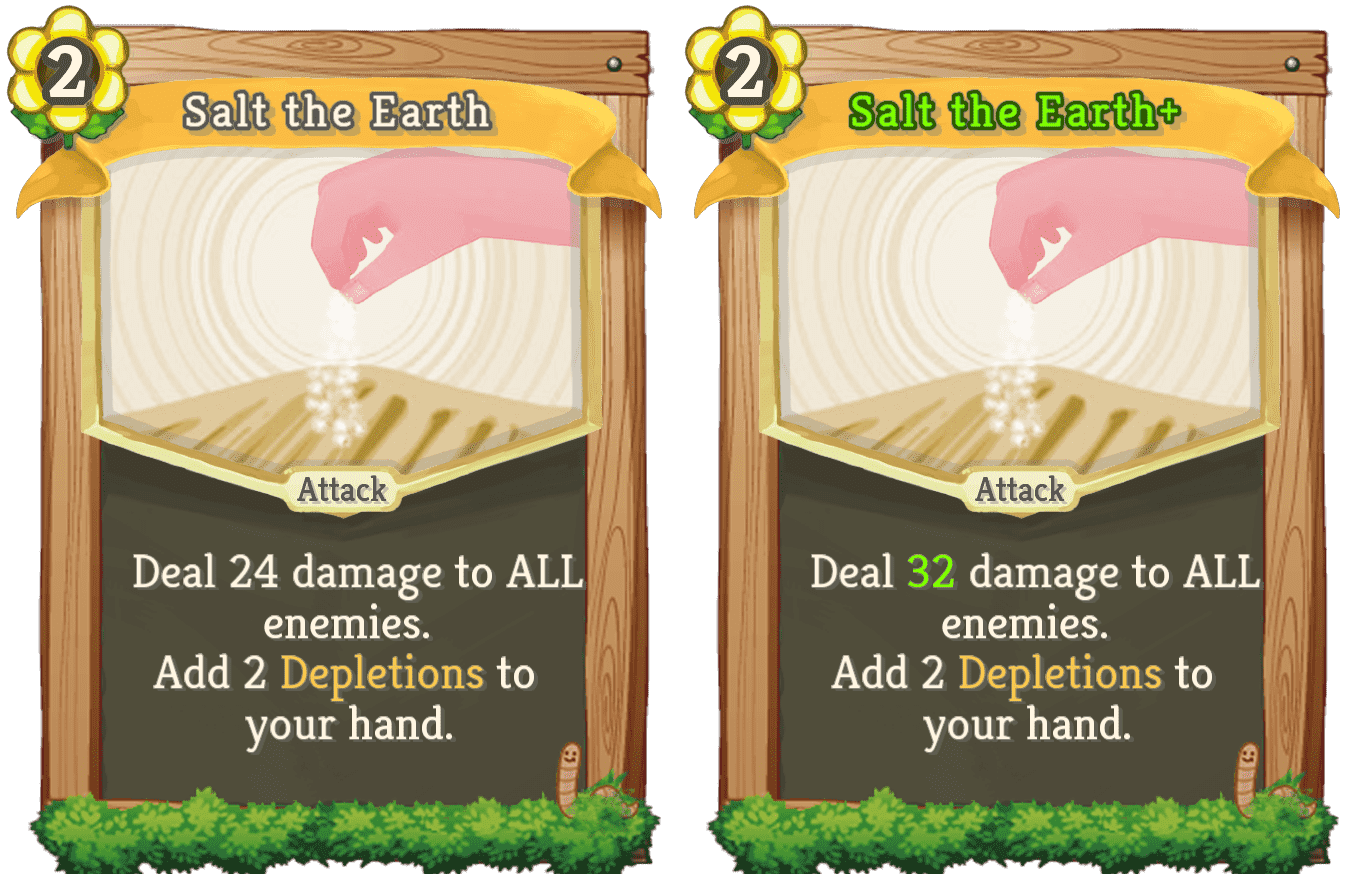 2
Salt the Earth
Attack
Deal 24 damage to ALL
enemies.
Add 2 Depletions to
your hand.
2
Salt the Earth+
Attack
Deal 32 damage to ALL
enemies.
Add 2 Depletions to
your hand.